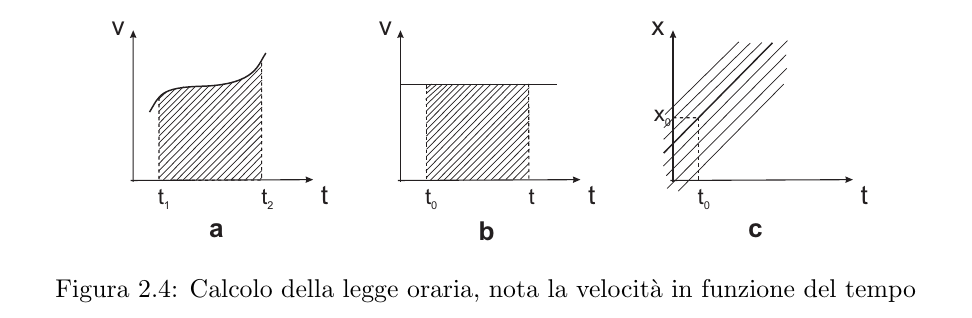 v
v
x
x0
t1
t2
t
t0
t
t
t0
t
a
b
c
Figura 2.4: Calcolo della legge oraria, nota la velocità in funzione del tempo